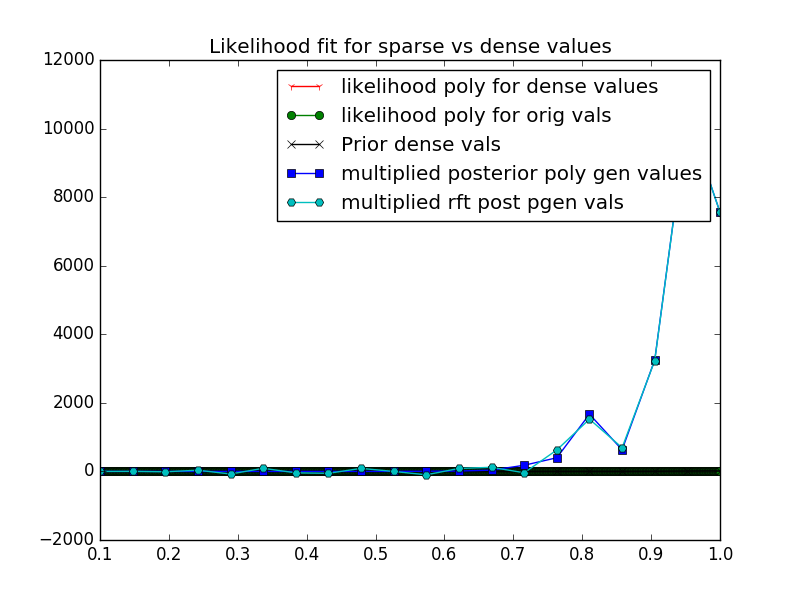 Likelihood fit for sparse vs dense values
12000
10000
8000
6000
4000
2000
0
−2000
likelihood poly for dense values
likelihood poly for orig vals
Prior dense vals
multiplied posterior poly gen values
multiplied rft post pgen vals
0.1 0.2 0.3 0.4 0.5 0.6 0.7 0.8 0.9 1.0